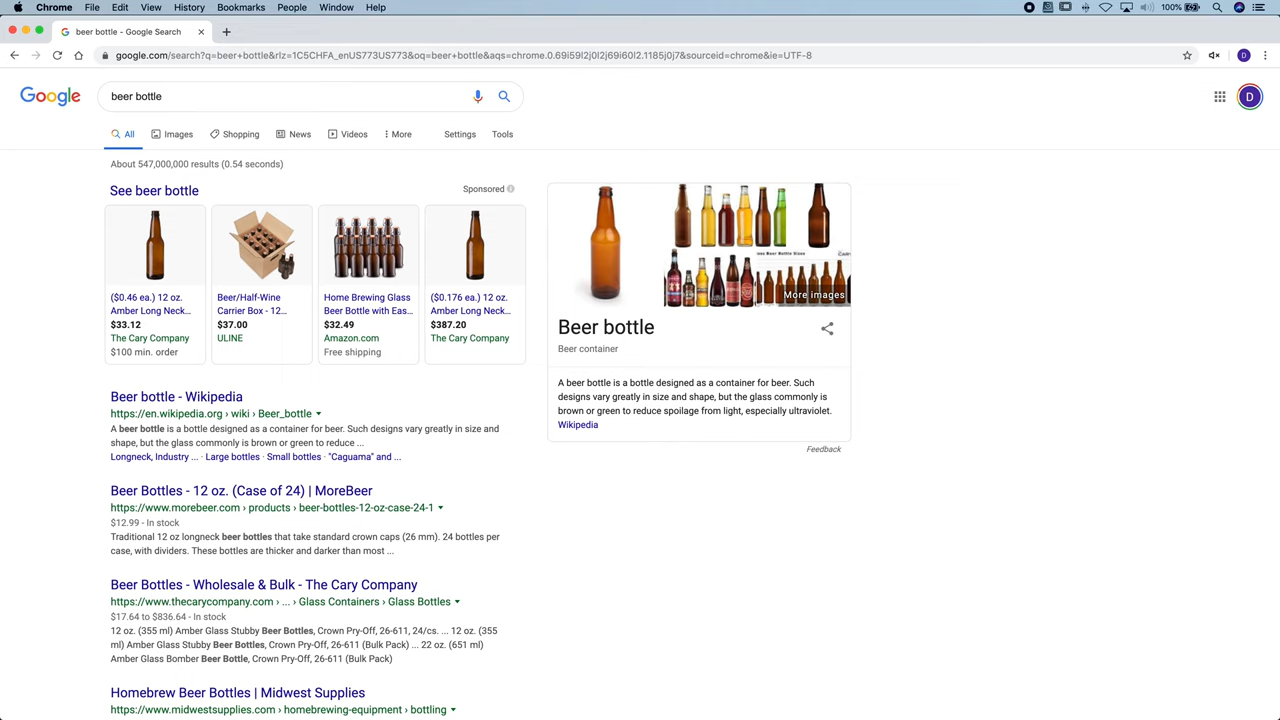 Chrome File Edit View History Bookmarks People Window Help 100%
beer bottle - Google Search
google.com/search?q=beer+bottle&rlz=1C5CHFA_enUS773US773&oq=beer+bottle&aqs=chrome.0.69i59l2j0l2j69i60l2.1185j0j7&sourceid=chrome&ie=UTF-8 D
Google beer bottle D
All Images Shopping News Videos More Settings Tools
About 547,000,000 results (0.54 seconds)
See beer bottle Sponsored
($0.46 ea.) 12 oz.
Amber Long Neck...
$33.12
The Cary Company
$100 min. order
Beer/Half-Wine
Carrier Box - 12...
$37.00
ULINE
Home Brewing Glass
Beer Bottle with Eas...
$32.49
Amazon.com
Free shipping
($0.176 ea.) 12 oz.
Amber Long Neck...
$387.20
The Cary Company
Beer bottle - Wikipedia
https://en.wikipedia.org › wiki › Beer_bottle
A beer bottle is a bottle designed as a container for beer. Such designs vary greatly in size and
shape, but the glass commonly is brown or green to reduce ...
Longneck, Industry ... · Large bottles · Small bottles · "Caguama" and ...
Beer Bottles - 12 oz. (Case of 24) | MoreBeer
https://www.morebeer.com › products › beer-bottles-12-oz-case-24-1
$12.99 - In stock
Traditional 12 oz longneck beer bottles that take standard crown caps (26 mm). 24 bottles per
case, with dividers. These bottles are thicker and darker than most ...
Beer Bottles - Wholesale & Bulk - The Cary Company
https://www.thecarycompany.com › ... › Glass Containers › Glass Bottles
$17.64 to $836.64 - In stock
12 oz. (355 ml) Amber Glass Stubby Beer Bottles, Crown Pry-Off, 26-611, 24/cs. ... 12 oz. (355
ml) Amber Glass Stubby Beer Bottles, Crown Pry-Off, 26-611 (Bulk Pack) ... 22 oz. (651 ml)
Amber Glass Bomber Beer Bottle, Crown Pry-Off, 26-611 (Bulk Pack)
Homebrew Beer Bottles | Midwest Supplies
https://www.midwestsupplies.com › homebrewing-equipment › bottling
Beer Bottle Sizes
More images
Beer bottle
Beer container
A beer bottle is a bottle designed as a container for beer. Such
designs vary greatly in size and shape, but the glass commonly is
brown or green to reduce spoilage from light, especially ultraviolet.
Wikipedia
Feedback